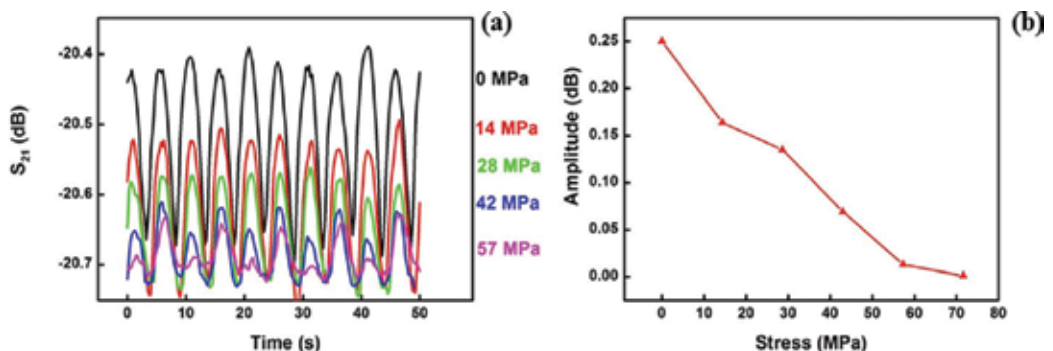 (a)
S21 (dB)
-20.4
-20.5
-20.6
-20.7
0 MPa
14 MPa
28 MPa
42 MPa
57 MPa
0 10 20 30 40 50
Time (s)
(b)
Amplitude (dB)
0.25
0.20
0.15
0.10
0.05
0.00
0 10 20 30 40 50 60 70 80
Stress (MPa)